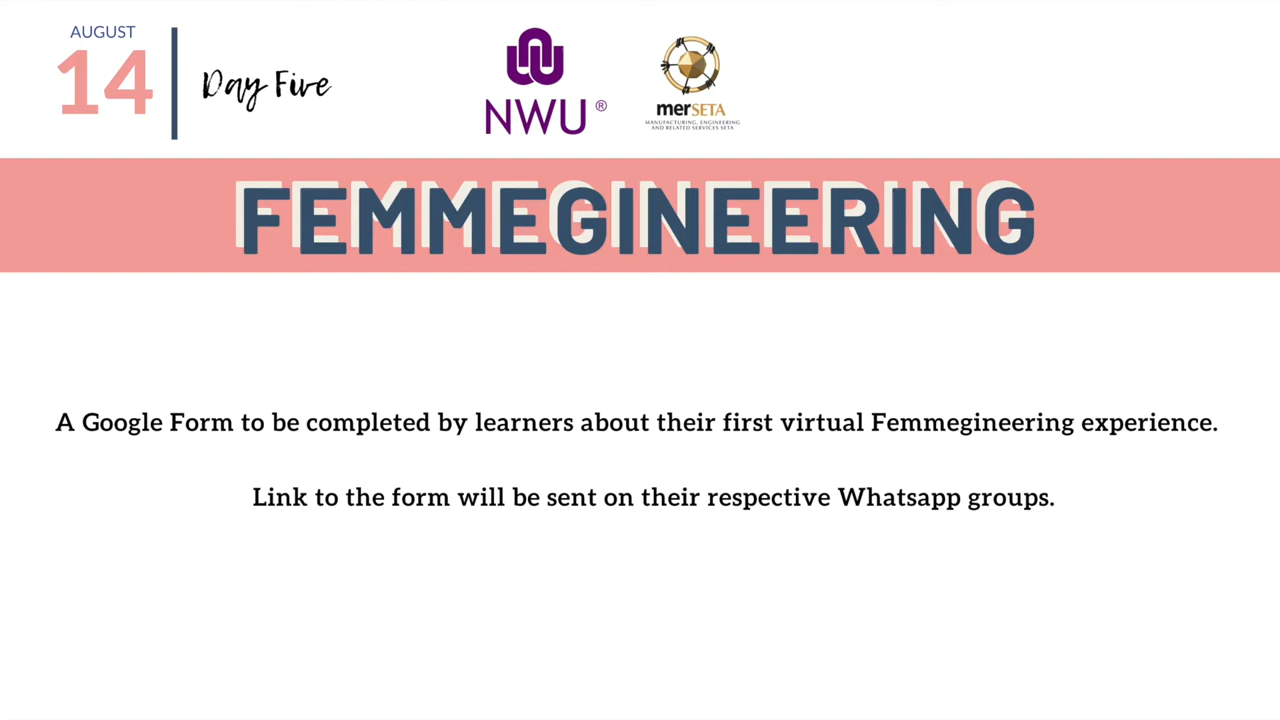 AUGUST
14
Day Five
NWU®
merSETA
MANUFACTURING, ENGINEERING
AND RELATED SERVICES SETA
FEMMEGINEERING
A Google Form to be completed by learners about their first virtual Femmegineering experience.
Link to the form will be sent on their respective Whatsapp groups.